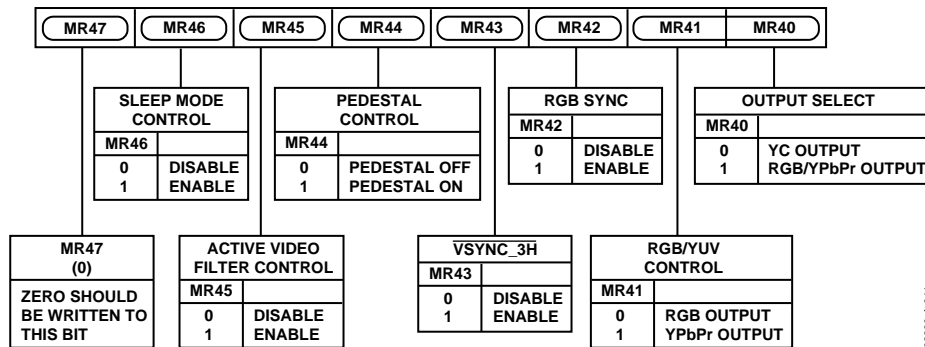 MR47 MR46 MR45 MR44 MR43 MR42 MR41 MR40
SLEEP MODE
CONTROL
MR46
0 DISABLE
1 ENABLE
PEDESTAL
CONTROL
MR44
0 PEDESTAL OFF
1 PEDESTAL ON
RGB SYNC
MR42
0 DISABLE
1 ENABLE
OUTPUT SELECT
MR40
0 YC OUTPUT
1 RGB/YPbPr OUTPUT
MR47
(0)
ZERO SHOULD
BE WRITTEN TO
THIS BIT
ACTIVE VIDEO
FILTER CONTROL
MR45
0 DISABLE
1 ENABLE
VSYNC_3H
MR43
0 DISABLE
1 ENABLE
RGB/YUV
CONTROL
MR41
0 RGB OUTPUT
1 YPbPr OUTPUT